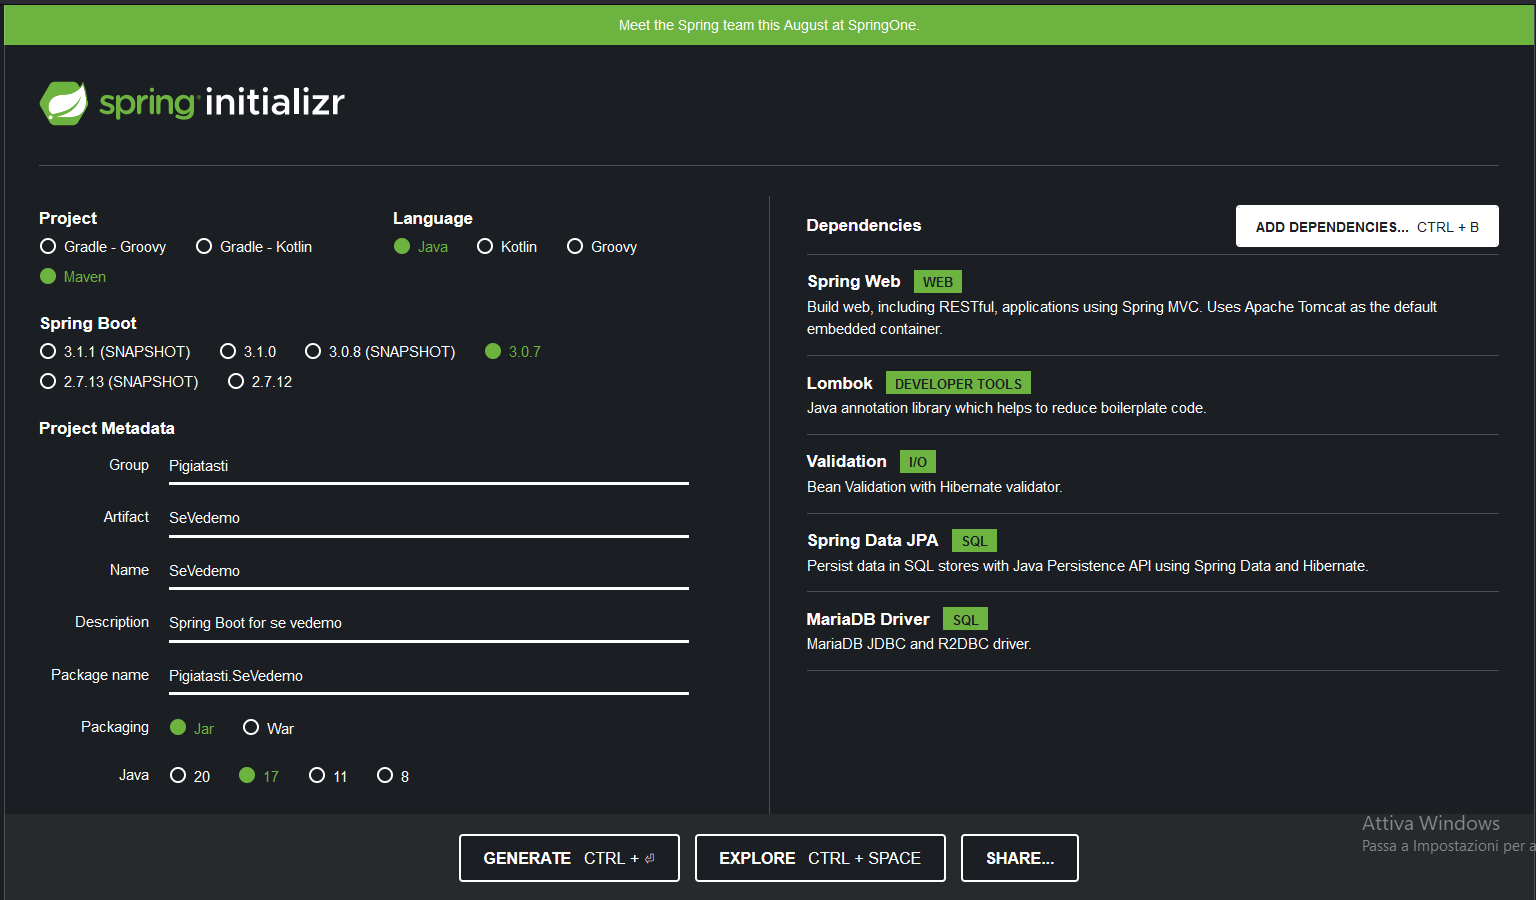 Meet the Spring team this August at SpringOne.
spring initializr
Project
Gradle - Groovy
Gradle - Kotlin
Maven
Language
Java
Kotlin
Groovy
Spring Boot
3.1.1 (SNAPSHOT)
3.1.0
3.0.8 (SNAPSHOT)
3.0.7
2.7.13 (SNAPSHOT)
2.7.12
Project Metadata
Group Pigiatasti
Artifact SeVedemo
Name SeVedemo
Description Spring Boot for se vedemo
Package name Pigiatasti.SeVedemo
Packaging Jar War
Java 20 17 11 8
Dependencies
ADD DEPENDENCIES... CTRL + B
Spring Web WEB
Build web, including RESTful, applications using Spring MVC. Uses Apache Tomcat as the default
embedded container.
Lombok DEVELOPER TOOLS
Java annotation library which helps to reduce boilerplate code.
Validation I/O
Bean Validation with Hibernate validator.
Spring Data JPA SQL
Persist data in SQL stores with Java Persistence API using Spring Data and Hibernate.
MariaDB Driver SQL
MariaDB JDBC and R2DBC driver.
GENERATE CTRL + ⏎
EXPLORE CTRL + SPACE
SHARE...
Attiva Windows
Passa a Impostazioni per a